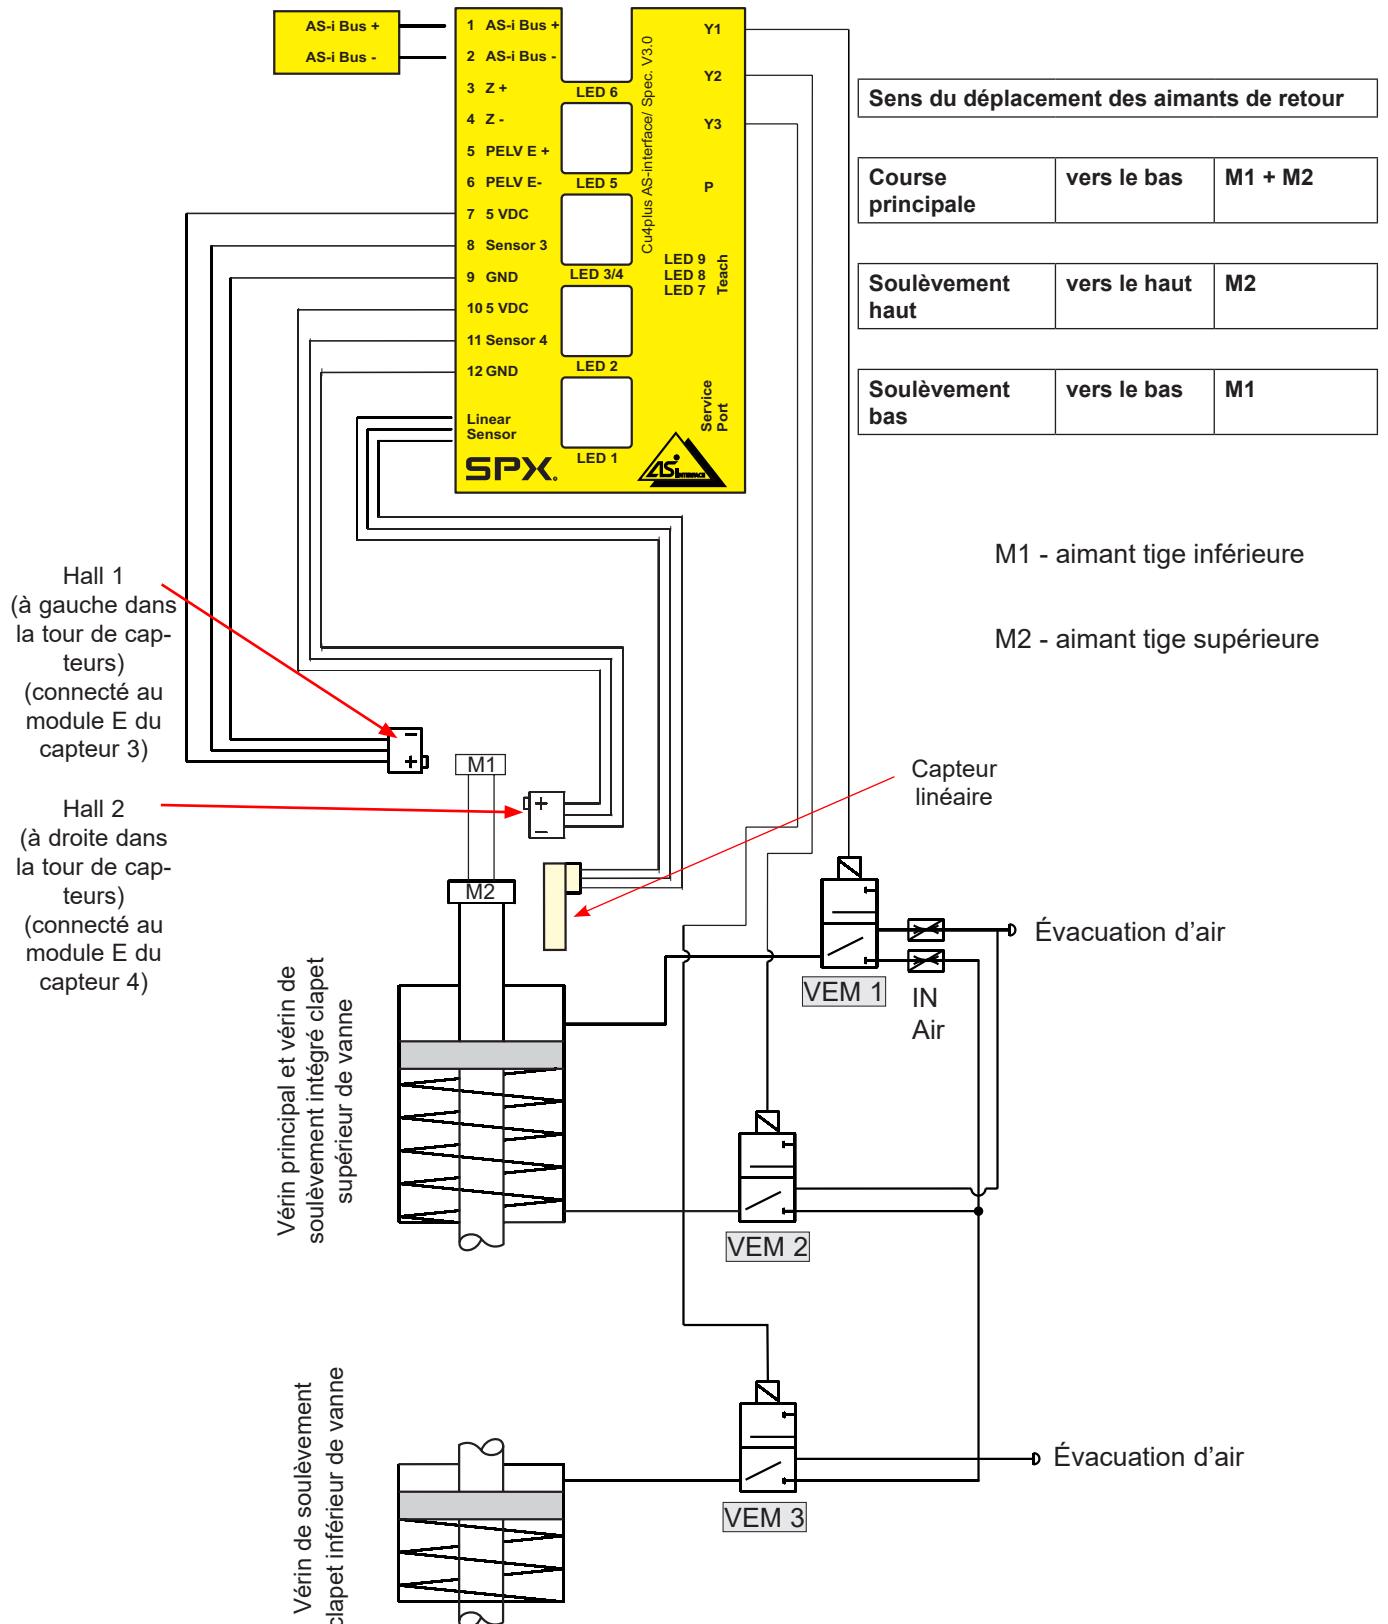 AS-i Bus +
AS-i Bus -
1 AS-i Bus +
2 AS-i Bus -
3 Z +
4 Z -
5 PELV E +
6 PELV E-
7 5 VDC
8 Sensor 3
9 GND
10 5 VDC
11 Sensor 4
12 GND
Linear
Sensor
SPX
LED 6
LED 5
LED 3/4
LED 2
LED 1
Cu4plus AS-interface/ Spec. V3.0
Y1
Y2
Y3
P
LED 9
LED 8
LED 7
Teach
Service
Port
ASi INTERFACE
Sens du déplacement des aimants de retour
Course
principale
vers le bas
M1 + M2
Soulèvement
haut
vers le haut
M2
Soulèvement
bas
vers le bas
M1
M1 - aimant tige inférieure
M2 - aimant tige supérieure
Hall 1
(à gauche dans
la tour de cap-
teurs)
(connecté au
module E du
capteur 3)
Hall 2
(à droite dans
la tour de cap-
teurs)
(connecté au
module E du
capteur 4)
M1
M2
Capteur
linéaire
Évacuation d’air
VEM 1
IN
Air
Vérin principal et vérin de
soulèvement intégré clapet
supérieur de vanne
VEM 2
Évacuation d’air
VEM 3
Vérin de soulèvement
clapet inférieur de vanne